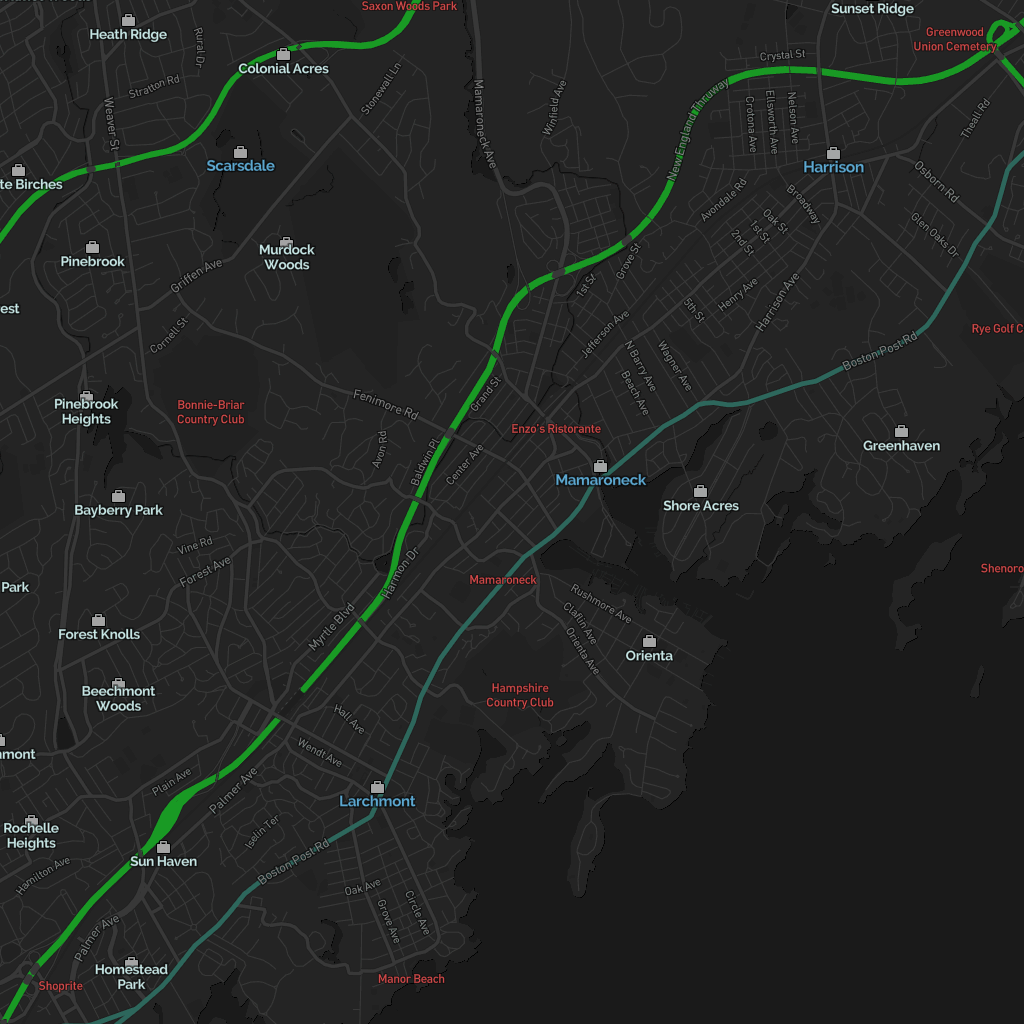 Saxon Woods Park
Sunset Ridge
Heath Ridge
Rural Dr
Greenwood
Union Cemetery
Crystal St
Colonial Acres
Stonewall Ln
Stratton Rd
Mamaroneck Ave
Winfield Ave
New England Thruway
Crotona Ave
Ellsworth Ave
Nelson Ave
Theall Rd
Weaver St
Scarsdale
Harrison
te Birches
Osborn Rd
Avondale Rd
Broadway
Oak St
1st St
2nd St
Glen Oaks Dr
Pinebrook
Murdock
Woods
Griffen Ave
Grove St
1st St
Henry Ave
Harrison Ave
5th St
est
Cornell St
Jefferson Ave
Rye Golf C
Boston Post Rd
N Barry Ave
Wagner Ave
Beach Ave
Pinebrook
Heights
Bonnie-Briar
Country Club
Fenimore Rd
Grand St
Enzo's Ristorante
Greenhaven
Avon Rd
Baldwin Pl
Center Ave
Mamaroneck
Bayberry Park
Shore Acres
Vine Rd
Forest Ave
Harmon Dr
Mamaroneck
Shenoro
Park
Rushmore Ave
Claflin Ave
Orienta Ave
Myrtle Blvd
Forest Knolls
Orienta
Beechmont
Woods
Hampshire
Country Club
Hall Ave
Wendt Ave
mont
Plain Ave
Palmer Ave
Larchmont
Rochelle
Heights
Iselin Ter
Sun Haven
Boston Post Rd
Hamilton Ave
Oak Ave
Grove Ave
Circle Ave
Palmer Ave
Homestead
Park
Shoprite
Manor Beach